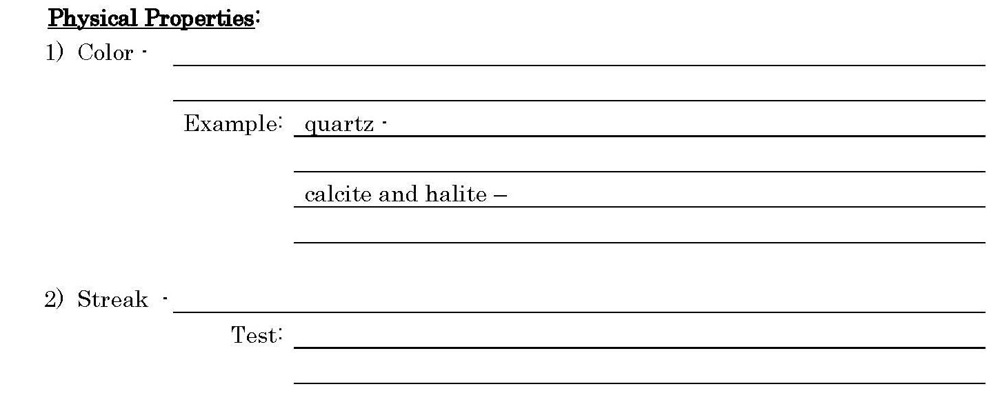 Physical Properties:
1) Color -
Example: quartz -
calcite and halite –
2) Streak -
Test: